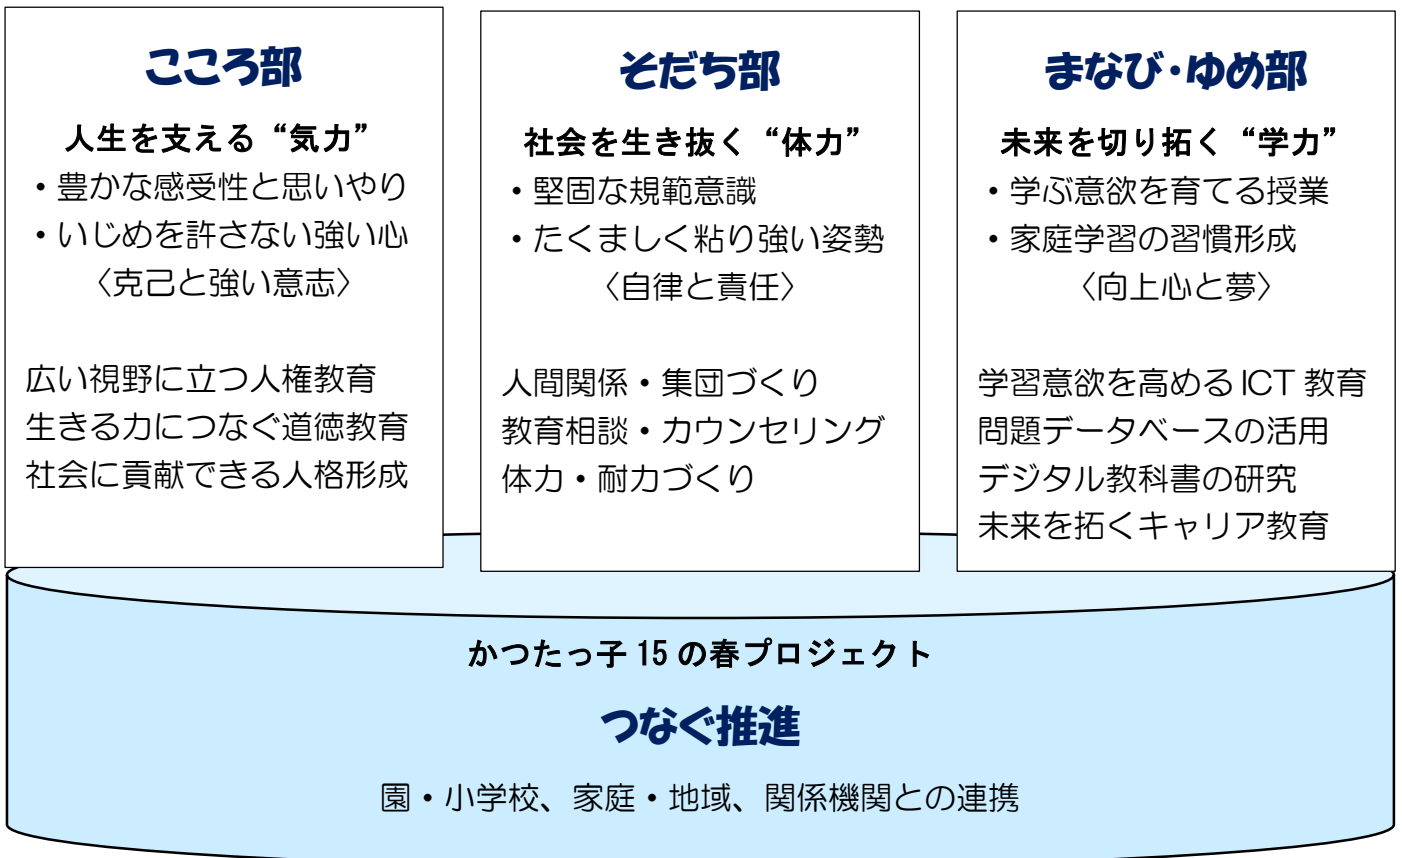 こころ部
人生を支える“気力”
・豊かな感受性と思いやり
・いじめを許さない強い心
〈克己と強い意志〉
広い視野に立つ人権教育
生きる力につなぐ道徳教育
社会に貢献できる人格形成
そだち部
社会を生き抜く“体力”
・堅固な規範意識
・たくましく粘り強い姿勢
〈自律と責任〉
人間関係・集団づくり
教育相談・カウンセリング
体力・耐力づくり
まなび・ゆめ部
未来を切り拓く“学力”
・学ぶ意欲を育てる授業
・家庭学習の習慣形成
〈向上心と夢〉
学習意欲を高める ICT 教育
問題データベースの活用
デジタル教科書の研究
未来を拓くキャリア教育
かつたっ子 15 の春プロジェクト
つなぐ推進
園・小学校、家庭・地域、関係機関との連携